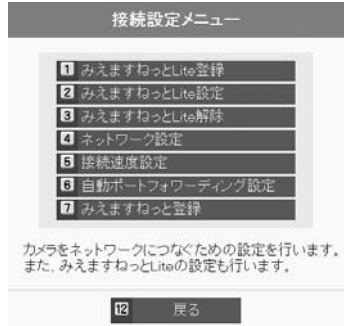 接続設定メニュー
1 みえますねっとLite登録
2 みえますねっとLite設定
3 みえますねっとLite解除
4 ネットワーク設定
5 接続速度設定
6 自動ポートフォワーディング設定
7 みえますねっと登録
カメラをネットワークにつなぐための設定を行います。
また、みえますねっとLiteの設定も行います。
12 戻る